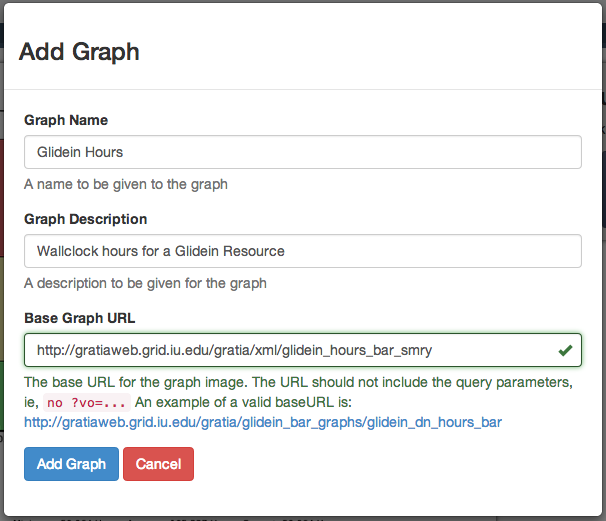 Add Graph
Graph Name
Glidein Hours
A name to be given to the graph
Graph Description
Wallclock hours for a Glidein Resource
A description to be given for the graph
Base Graph URL
http://gratiaweb.grid.iu.edu/gratia/xml/glidein_hours_bar_smry
The base URL for the graph image. The URL should not include the query parameters,
ie, no ?vo=... An example of a valid baseURL is:
http://gratiaweb.grid.iu.edu/gratia/glidein_bar_graphs/glidein_dn_hours_bar
Add Graph Cancel